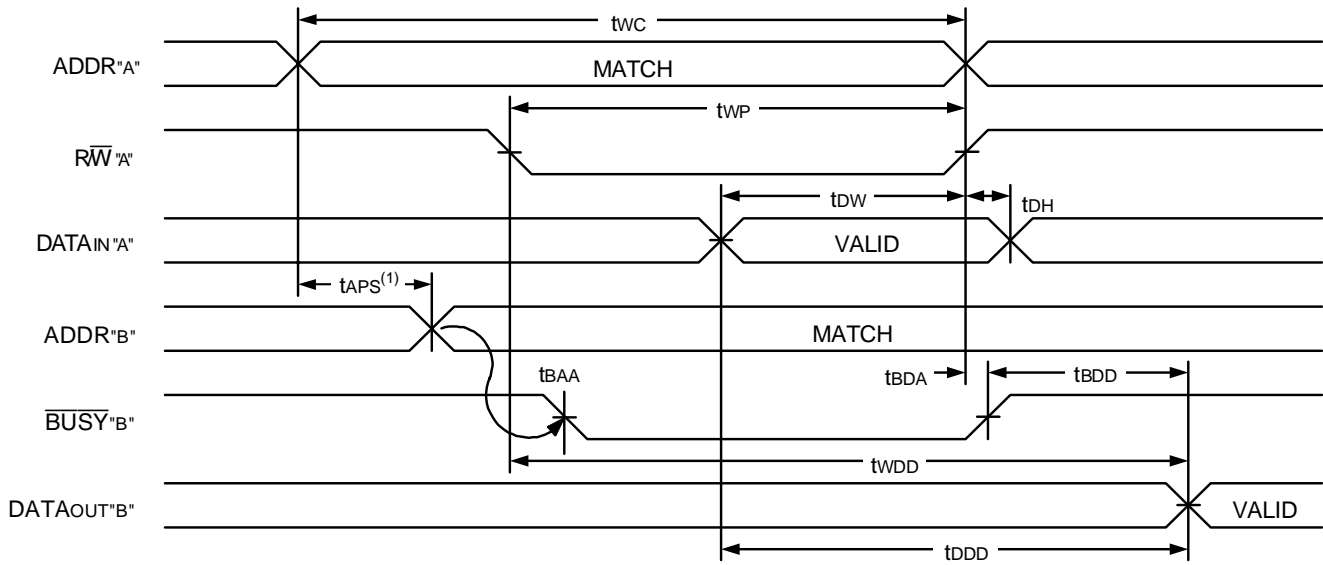 tWC
ADDR"A"
MATCH
tWP
RW̅"A"
tDW
tDH
DATAIN"A"
VALID
tAPS(1)
ADDR"B"
MATCH
tBAA
tBDA
tBDD
B̅U̅S̅Y̅"B"
tWDD
DATAOUT"B"
VALID
tDDD